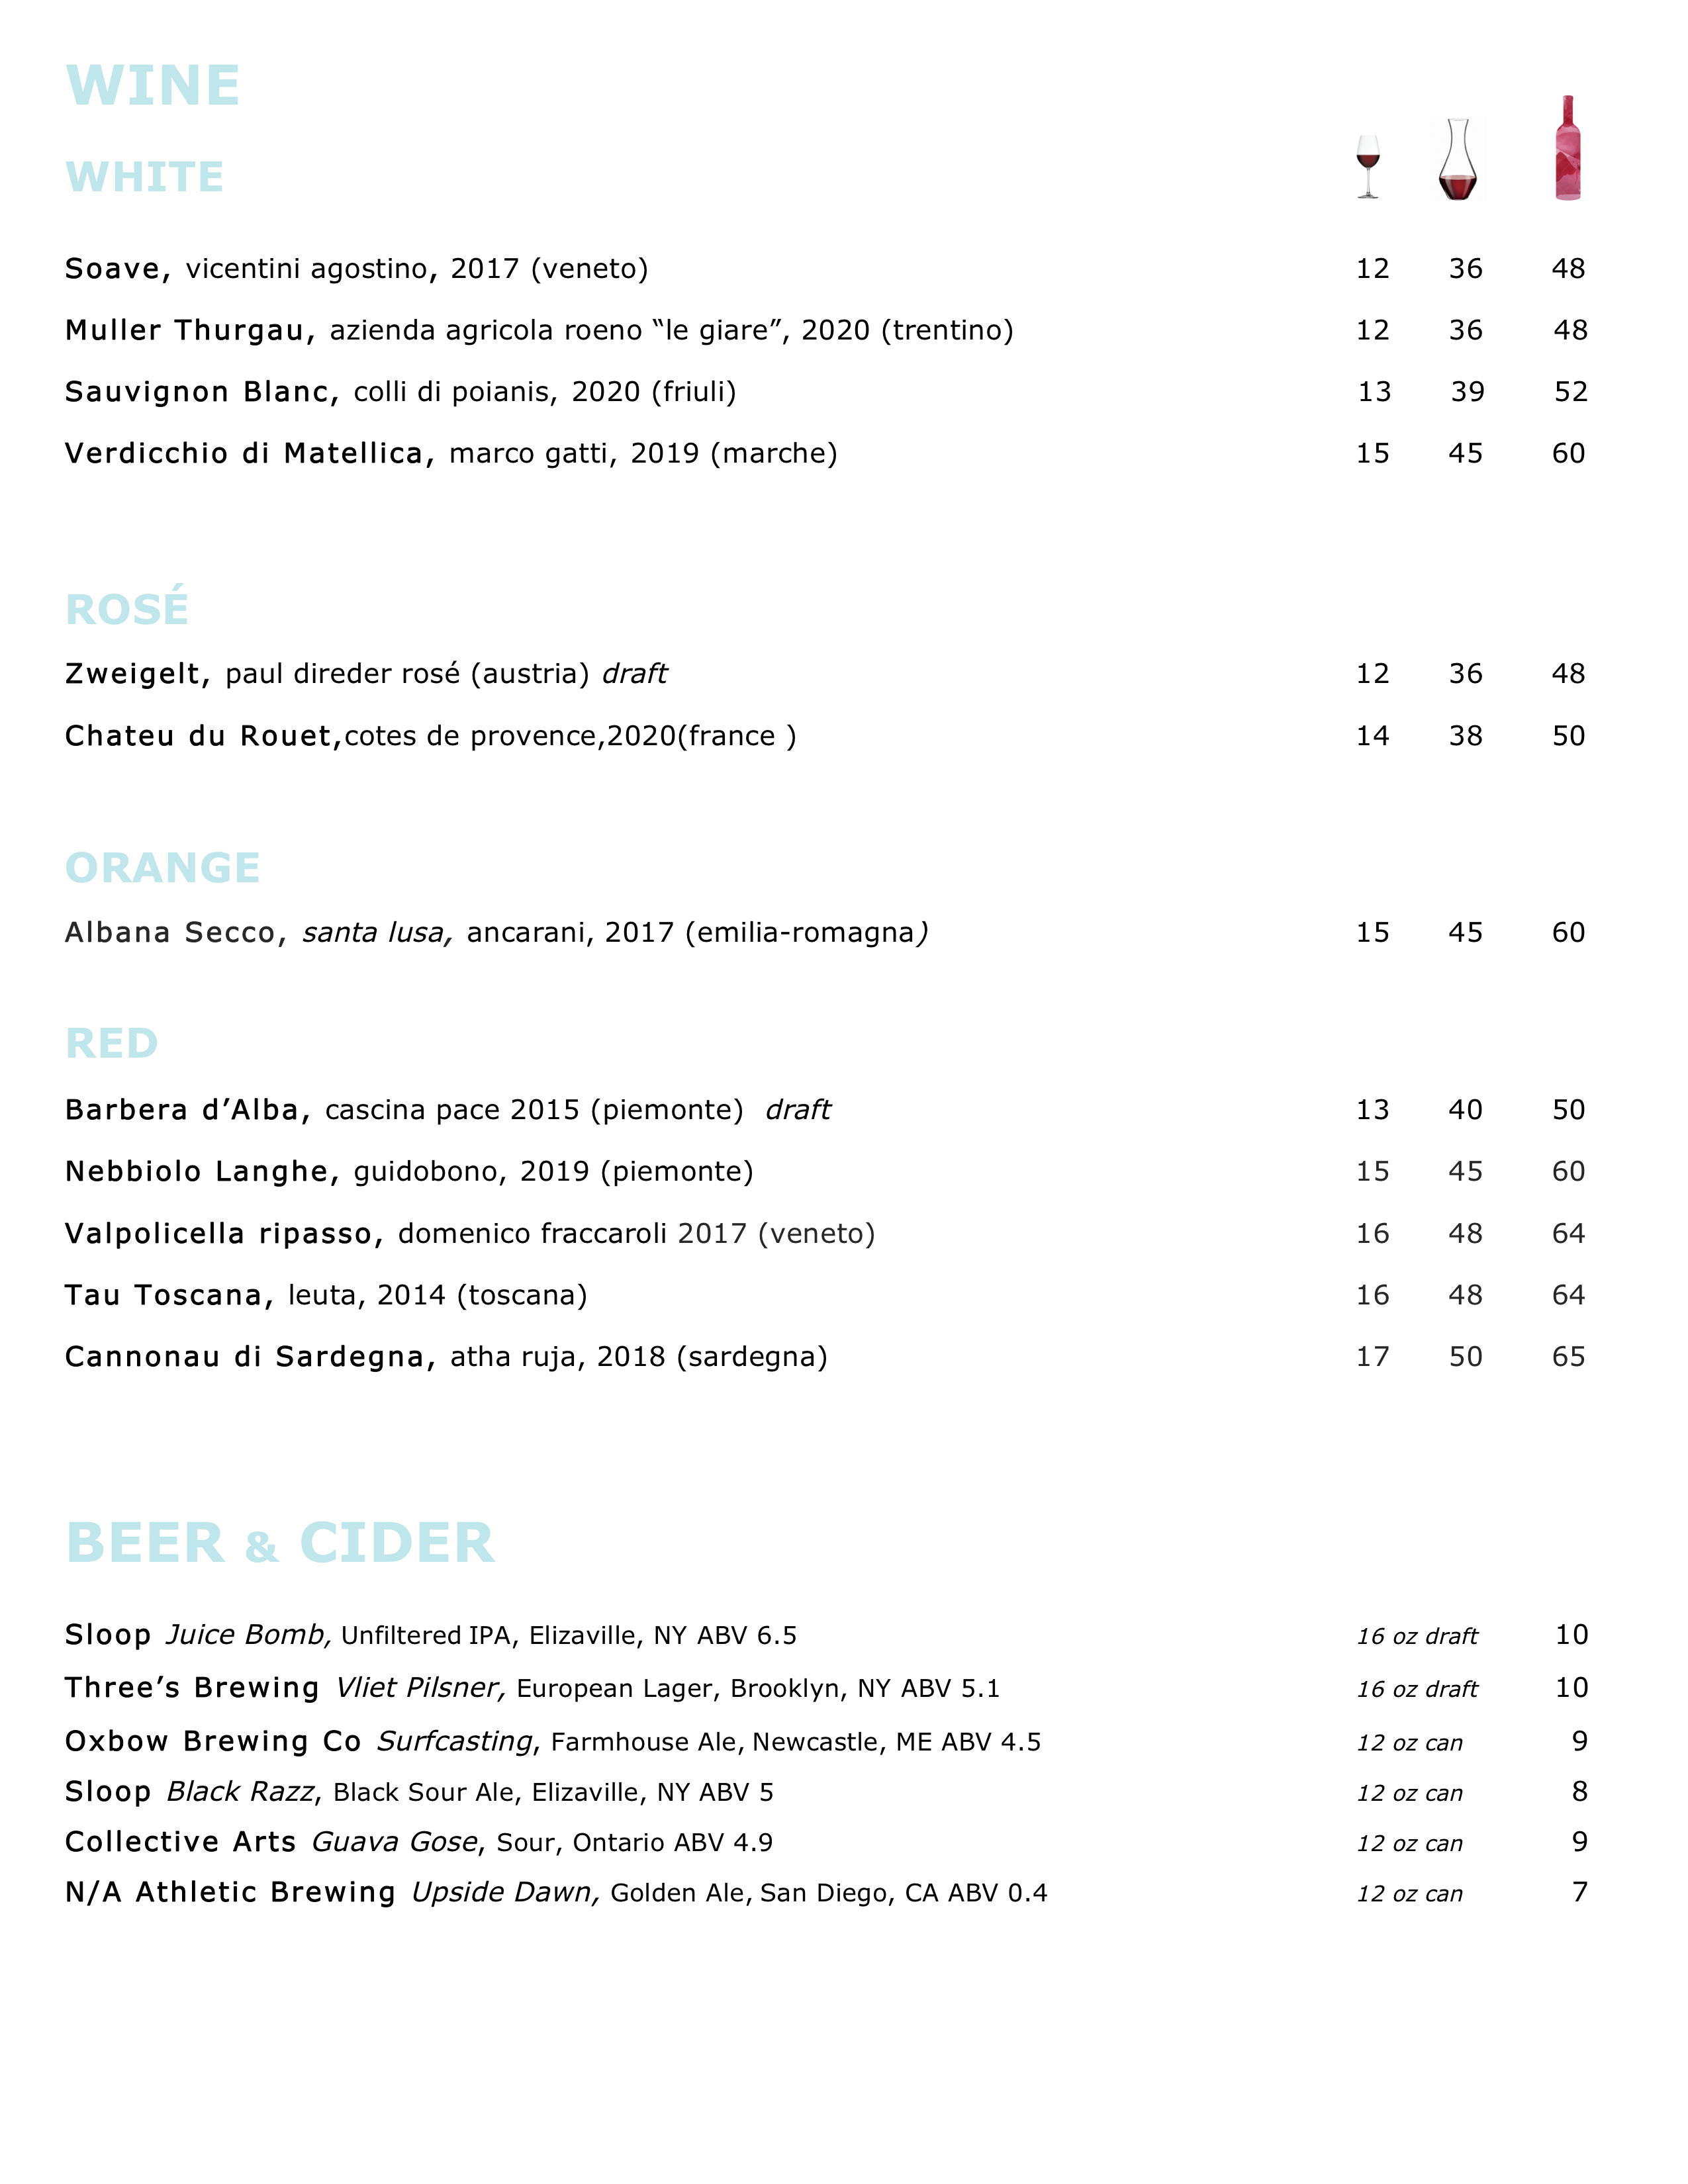 WINE
WHITE
Soave, vicentini agostino, 2017 (veneto) 12 36 48
Muller Thurgau, azienda agricola roeno “le giare”, 2020 (trentino) 12 36 48
Sauvignon Blanc, colli di poianis, 2020 (friuli) 13 39 52
Verdicchio di Matellica, marco gatti, 2019 (marche) 15 45 60
ROSÉ
Zweigelt, paul direder rosé (austria) draft 12 36 48
Chateu du Rouet,cotes de provence,2020(france ) 14 38 50
ORANGE
Albana Secco, santa lusa, ancarani, 2017 (emilia-romagna) 15 45 60
RED
Barbera d’Alba, cascina pace 2015 (piemonte) draft 13 40 50
Nebbiolo Langhe, guidobono, 2019 (piemonte) 15 45 60
Valpolicella ripasso, domenico fraccaroli 2017 (veneto) 16 48 64
Tau Toscana, leuta, 2014 (toscana) 16 48 64
Cannonau di Sardegna, atha ruja, 2018 (sardegna) 17 50 65
BEER & CIDER
Sloop Juice Bomb, Unfiltered IPA, Elizaville, NY ABV 6.5 16 oz draft 10
Three’s Brewing Vliet Pilsner, European Lager, Brooklyn, NY ABV 5.1 16 oz draft 10
Oxbow Brewing Co Surfcasting, Farmhouse Ale, Newcastle, ME ABV 4.5 12 oz can 9
Sloop Black Razz, Black Sour Ale, Elizaville, NY ABV 5 12 oz can 8
Collective Arts Guava Gose, Sour, Ontario ABV 4.9 12 oz can 9
N/A Athletic Brewing Upside Dawn, Golden Ale, San Diego, CA ABV 0.4 12 oz can 7